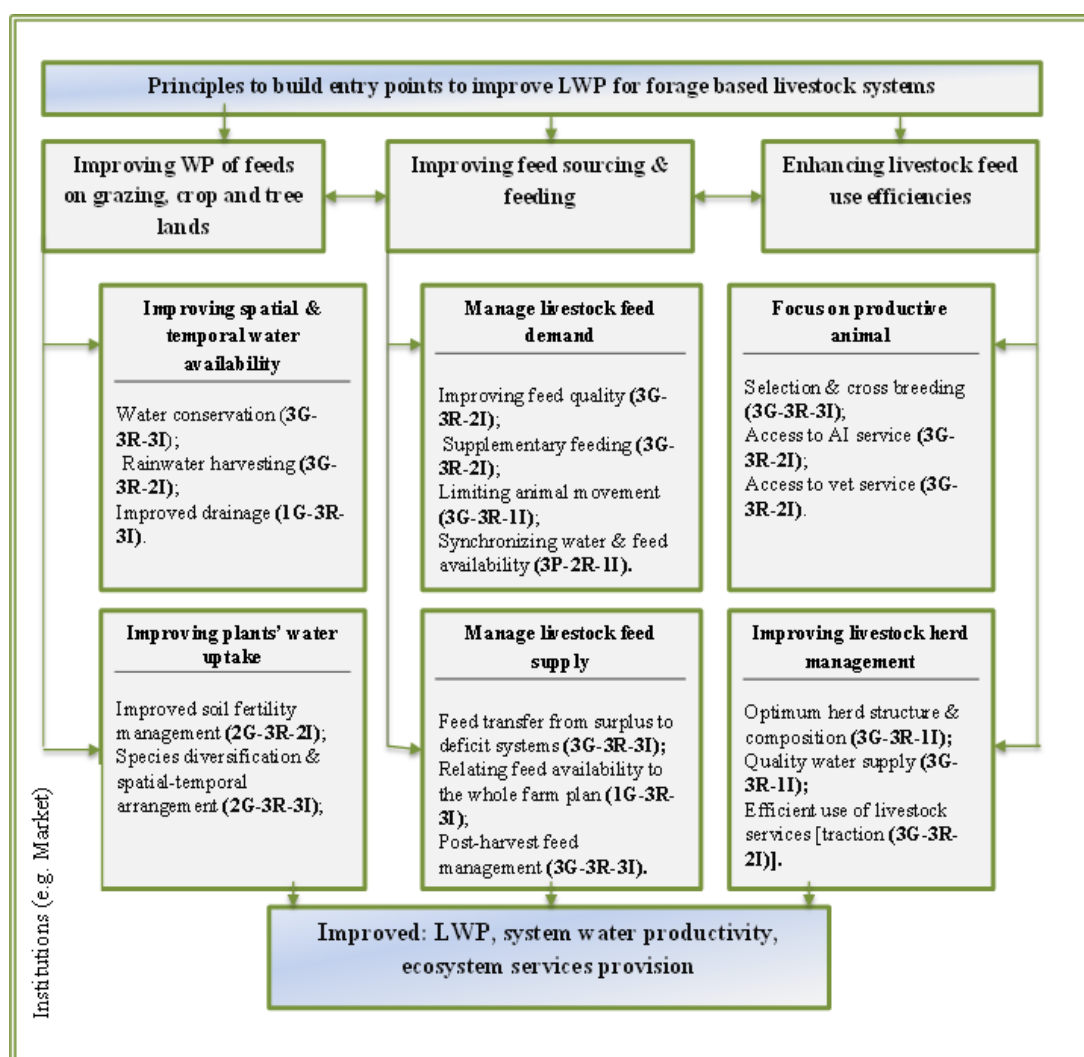 Principles to build entry points to improve LWP for forage based livestock systems
Improving WP of feeds
on grazing, crop and tree
lands
Improving feed sourcing &
feeding
Enhancing livestock feed
use efficiencies
Improving spatial &
temporal water
availability
Water conservation (3G-
3R-3I);
Rainwater harvesting (3G-
3R-2I);
Improved drainage (1G-3R-
3I).
Manage livestock feed
demand
Improving feed quality (3G-
3R-2I);
Supplementary feeding (3G-
3R-2I);
Limiting animal movement
(3G-3R-1I);
Synchronizing water & feed
availability (3P-2R-1I).
Focus on productive
animal
Selection & cross breeding
(3G-3R-3I);
Access to AI service (3G-
3R-2I);
Access to vet service (3G-
3R-2I).
Improving plants' water
uptake
Improved soil fertility
management (2G-3R-2I);
Species diversification &
spatial-temporal
arrangement (2G-3R-3I);
Manage livestock feed
supply
Feed transfer from surplus to
deficit systems (3G-3R-3I);
Relating feed availability to
the whole farm plan (1G-3R-
3I);
Post-harvest feed
management (3G-3R-3I).
Improving livestock herd
management
Optimum herd structure &
composition (3G-3R-1I);
Quality water supply (3G-
3R-1I);
Efficient use of livestock
services [traction (3G-3R-
2I)].
Institutions (e.g. Market)
Improved: LWP, system water productivity,
ecosystem services provision